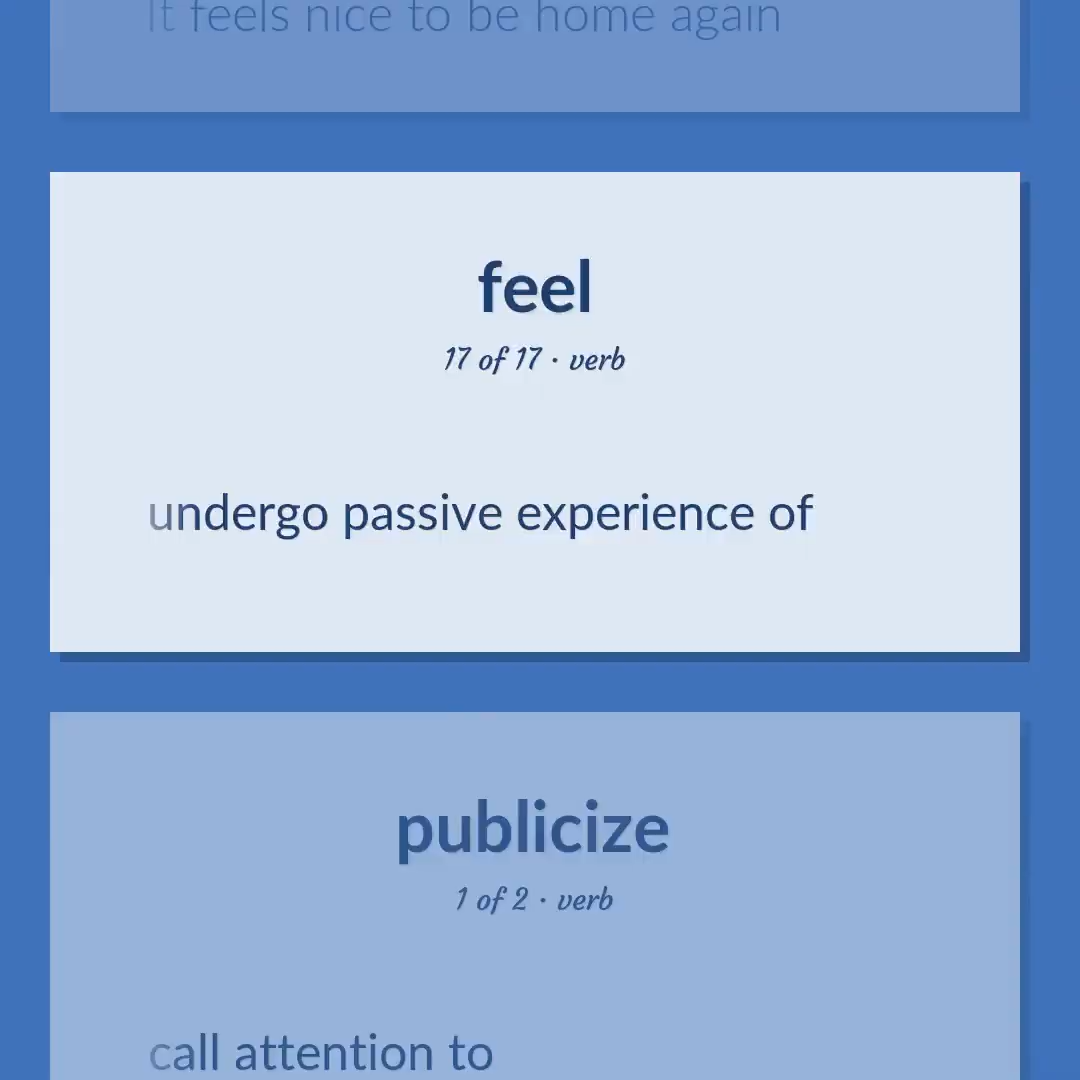 It feels nice to be home again
feel
17 of 17 · verb
undergo passive experience of
publicize
1 of 2 · verb
call attention to